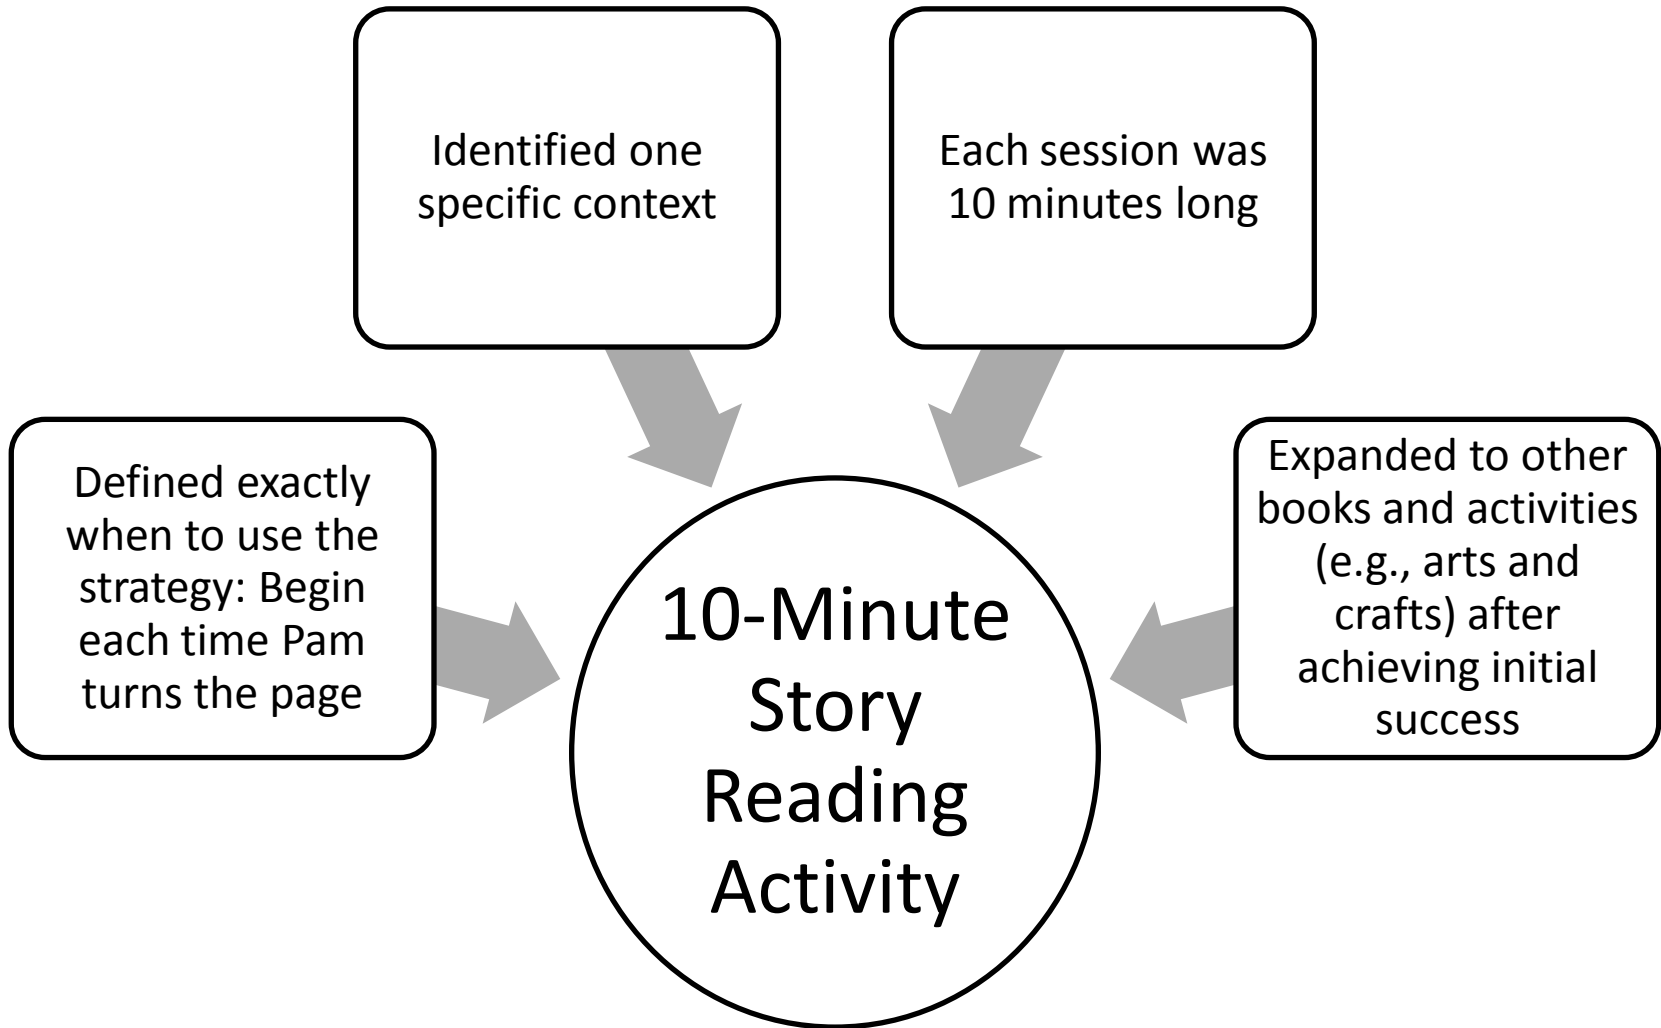 Identified one
specific context
Each session was
10 minutes long
Defined exactly
when to use the
strategy: Begin
each time Pam
turns the page
Expanded to other
books and activities
(e.g., arts and
crafts) after
achieving initial
success
10-Minute
Story
Reading
Activity